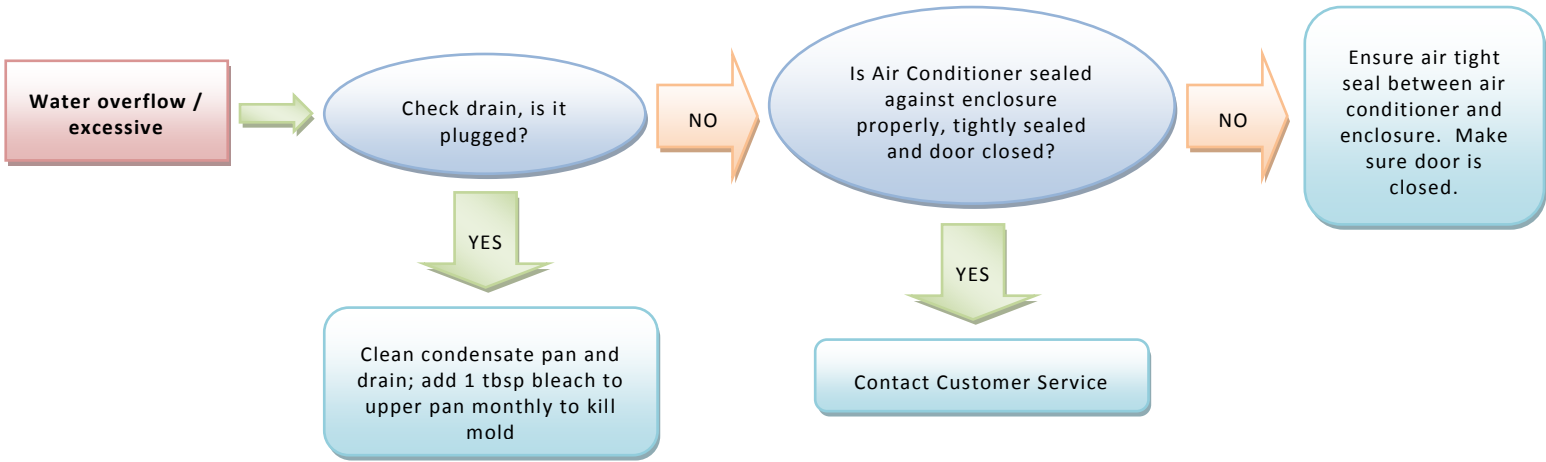 Water overflow /
excessive
Check drain, is it
plugged?
NO
Is Air Conditioner sealed
against enclosure
properly, tightly sealed
and door closed?
NO
Ensure air tight
seal between air
conditioner and
enclosure.  Make
sure door is
closed.
YES
YES
Clean condensate pan and
drain; add 1 tbsp bleach to
upper pan monthly to kill
mold
Contact Customer Service